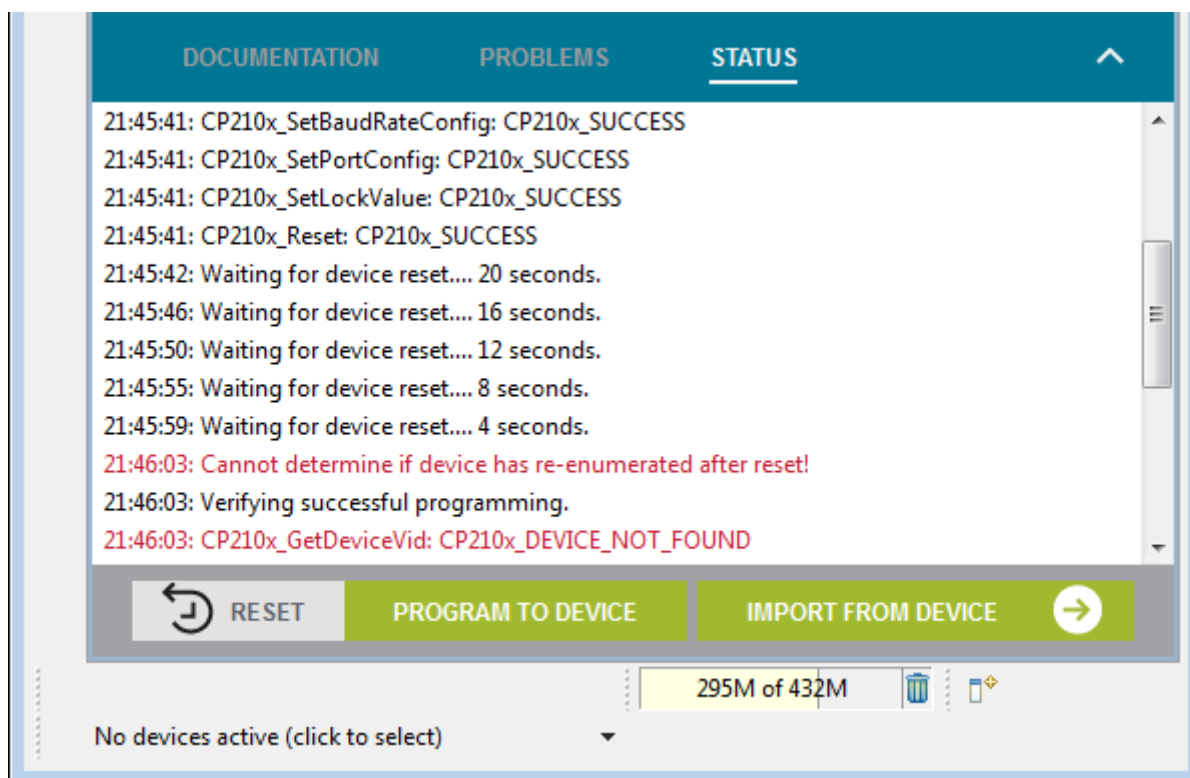 DOCUMENTATION PROBLEMS STATUS
21:45:41: CP210x_SetBaudRateConfig: CP210x_SUCCESS
21:45:41: CP210x_SetPortConfig: CP210x_SUCCESS
21:45:41: CP210x_SetLockValue: CP210x_SUCCESS
21:45:41: CP210x_Reset: CP210x_SUCCESS
21:45:42: Waiting for device reset.... 20 seconds.
21:45:46: Waiting for device reset.... 16 seconds.
21:45:50: Waiting for device reset.... 12 seconds.
21:45:55: Waiting for device reset.... 8 seconds.
21:45:59: Waiting for device reset.... 4 seconds.
21:46:03: Cannot determine if device has re-enumerated after reset!
21:46:03: Verifying successful programming.
21:46:03: CP210x_GetDeviceVid: CP210x_DEVICE_NOT_FOUND
RESET PROGRAM TO DEVICE IMPORT FROM DEVICE
295M of 432M
No devices active (click to select)